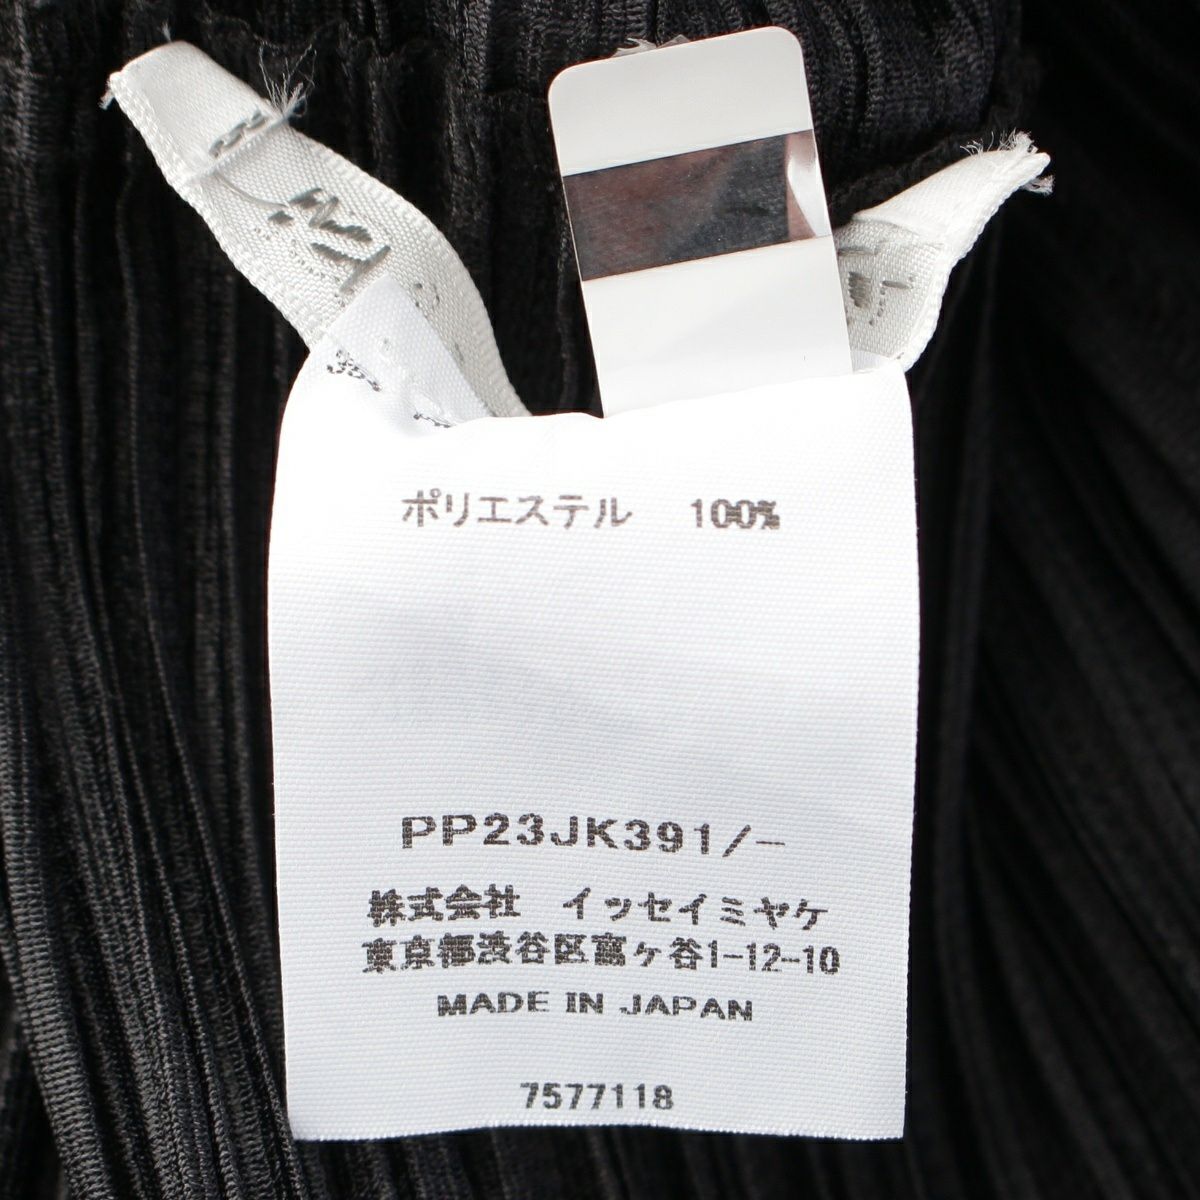 ポリエステル 100%
PP23JK391/-
株式会社 イッセイミヤケ
東京都渋谷区富ヶ谷1-12-10
MADE IN JAPAN
7577118